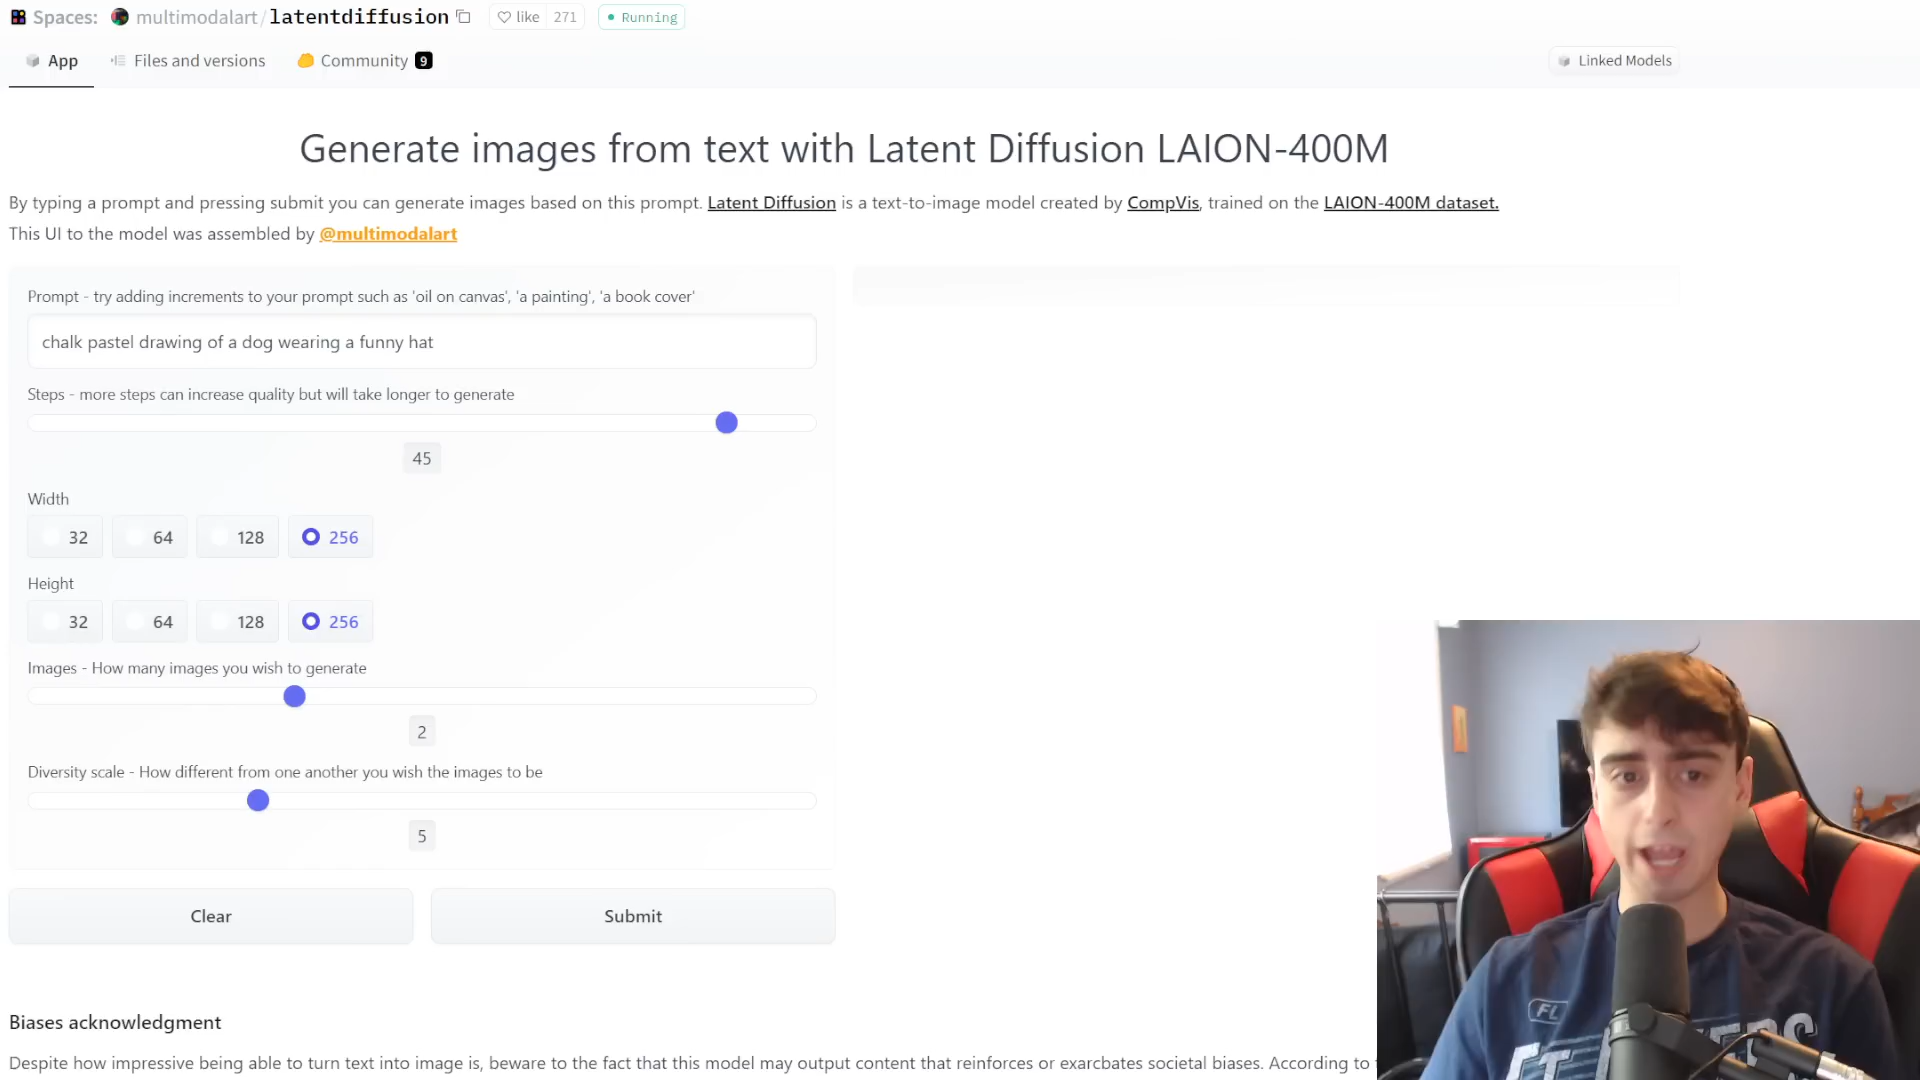 Spaces: multimodalart/latentdiffusion like 271 Running
App Files and versions Community 9 Linked Models
Generate images from text with Latent Diffusion LAION-400M
By typing a prompt and pressing submit you can generate images based on this prompt. Latent Diffusion is a text-to-image model created by CompVis, trained on the LAION-400M dataset.
This UI to the model was assembled by @multimodalart
Prompt - try adding increments to your prompt such as 'oil on canvas', 'a painting', 'a book cover'
chalk pastel drawing of a dog wearing a funny hat
Steps - more steps can increase quality but will take longer to generate
45
Width
32 64 128 256
Height
32 64 128 256
Images - How many images you wish to generate
2
Diversity scale - How different from one another you wish the images to be
5
Clear Submit
Biases acknowledgment
Despite how impressive being able to turn text into image is, beware to the fact that this model may output content that reinforces or exarcbates societal biases. According to